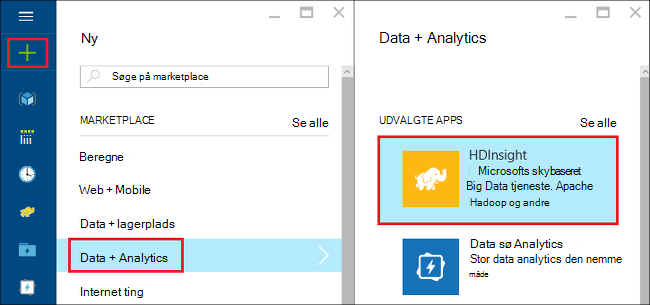 Ny
Søge på marketplace
MARKETPLACE
Se alle
Beregne
Web + Mobile
Data + lagerplads
Data + Analytics
Internet ting
Data + Analytics
UDVALGTE APPS
Se alle
HDInsight
Microsofts skybaseret
Big Data tjeneste. Apache
Hadoop og andre
Data sø Analytics
Stor data analytics den nemme
måde